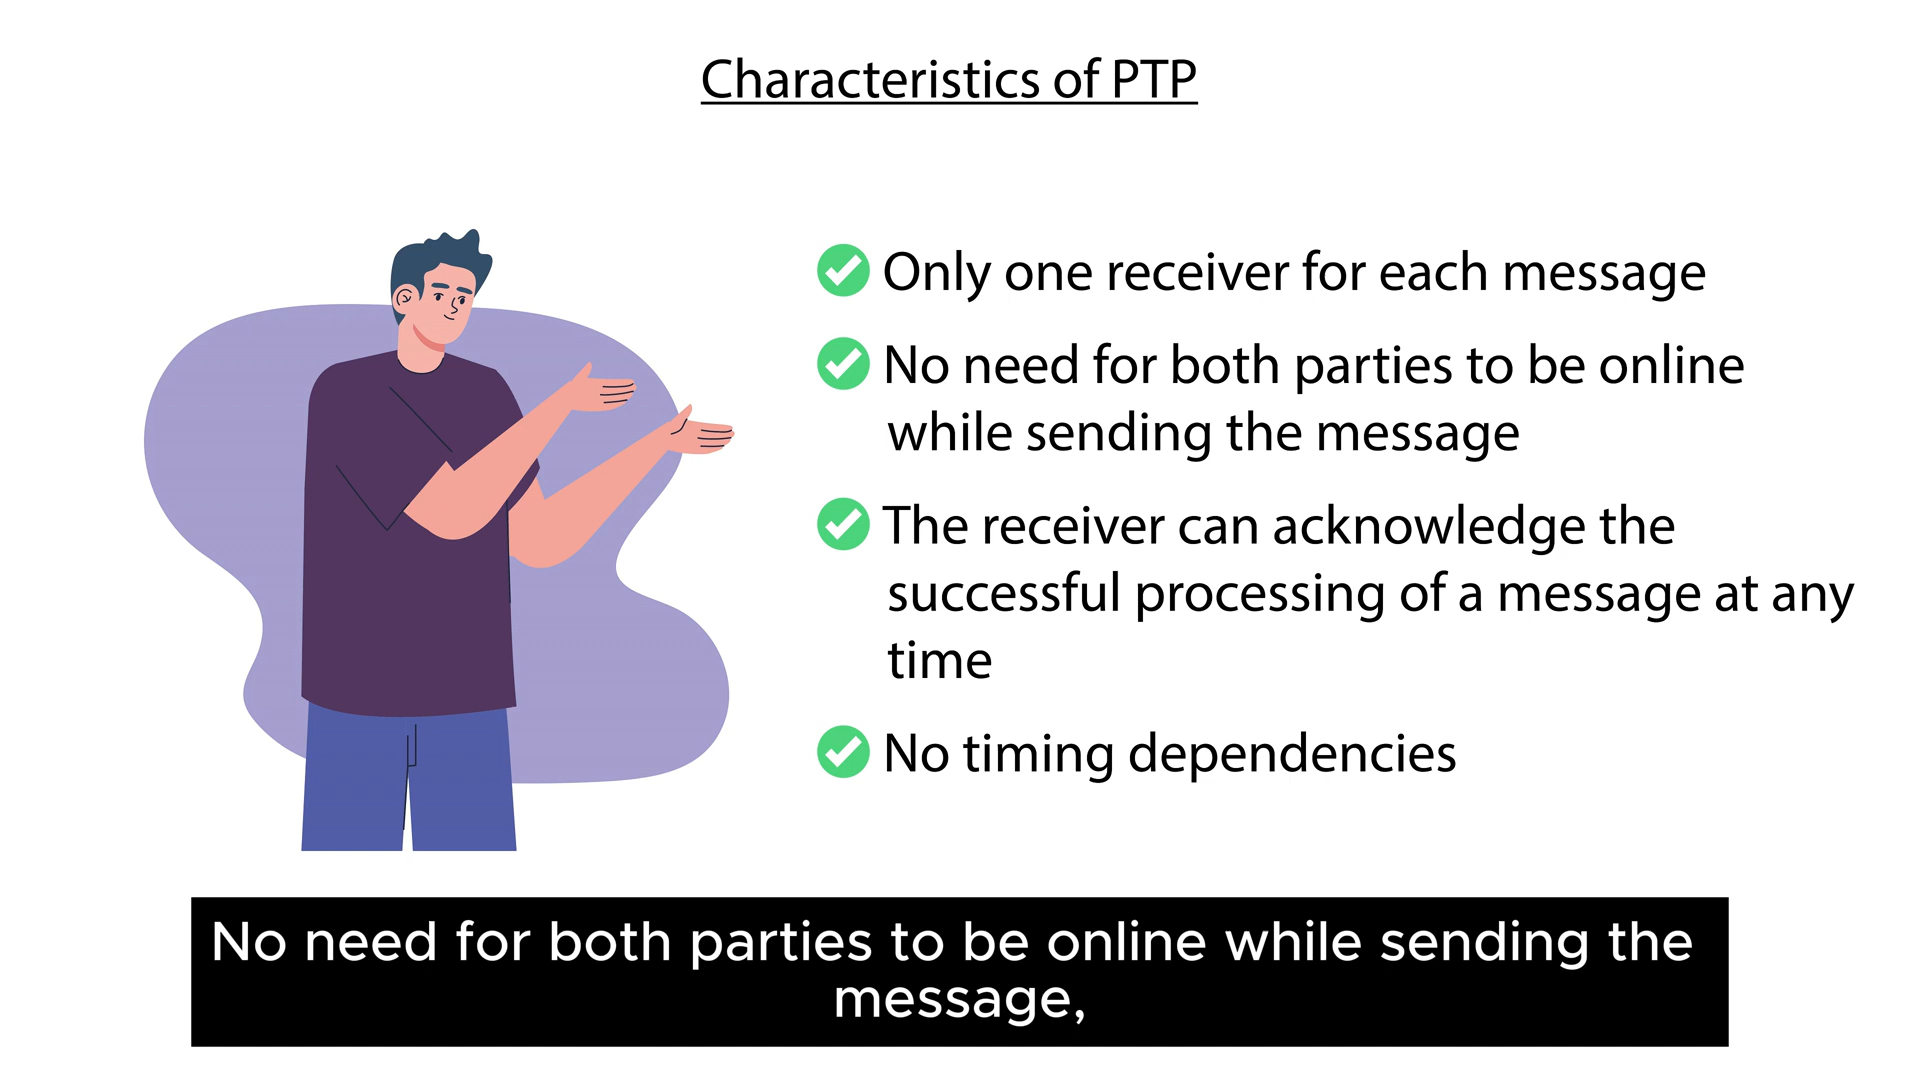 Characteristics of PTP
Only one receiver for each message
No need for both parties to be online
while sending the message
The receiver can acknowledge the
successful processing of a message at any
time
No timing dependencies
No need for both parties to be online while sending the
message,